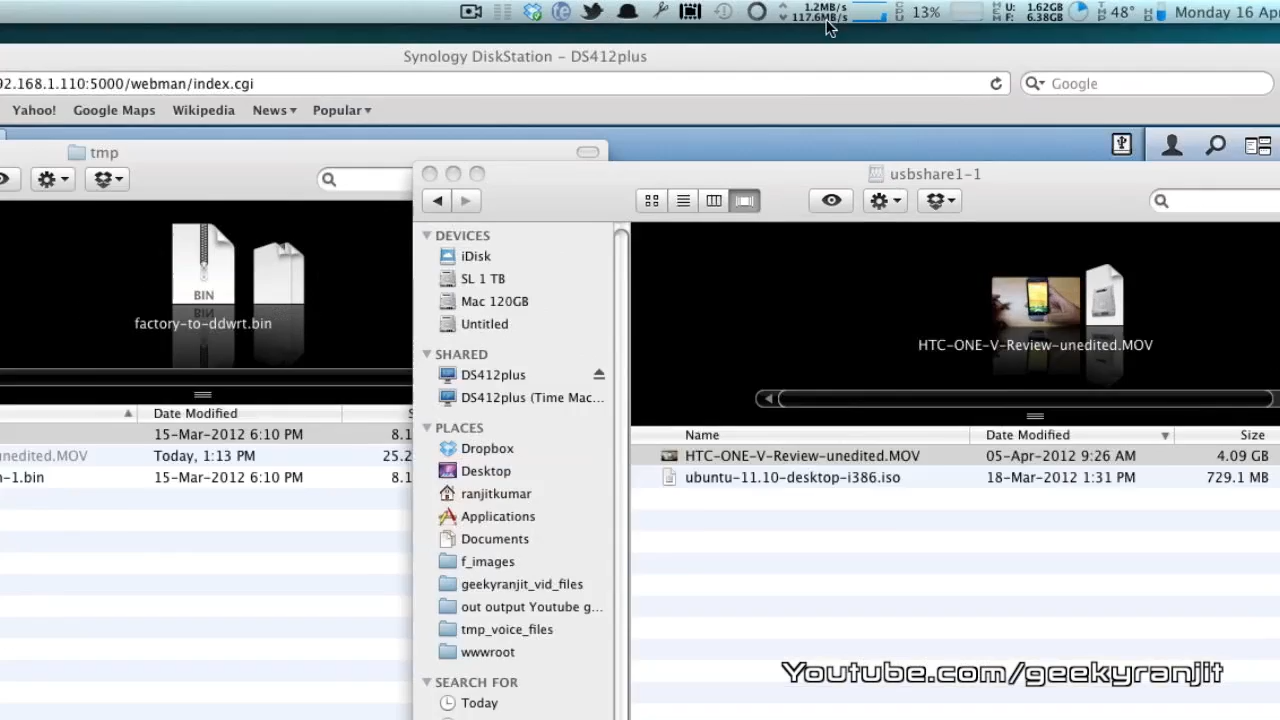 1.2MB/s
117.6MB/s
13%
U: 1.62GB
F: 6.38GB
48°
Monday 16 Apr
Synology DiskStation – DS412plus
92.168.1.110:5000/webman/index.cgi
Google
Yahoo!
Google Maps
Wikipedia
News
Popular
tmp
BIN
factory-to-ddwrt.bin
Date Modified
15-Mar-2012 6:10 PM
8.1
unedited.MOV
Today, 1:13 PM
25.2
n-1.bin
15-Mar-2012 6:10 PM
8.1
usbshare1-1
DEVICES
iDisk
SL 1 TB
Mac 120GB
Untitled
SHARED
DS412plus
DS412plus (Time Mac...
PLACES
Dropbox
Desktop
ranjitkumar
Applications
Documents
f_images
geekyranjit_vid_files
out output Youtube g...
tmp_voice_files
wwwroot
SEARCH FOR
Today
HTC-ONE-V-Review-unedited.MOV
Name
Date Modified
Size
HTC-ONE-V-Review-unedited.MOV
05-Apr-2012 9:26 AM
4.09 GB
ubuntu-11.10-desktop-i386.iso
18-Mar-2012 1:31 PM
729.1 MB
Youtube.com/geekyranjit